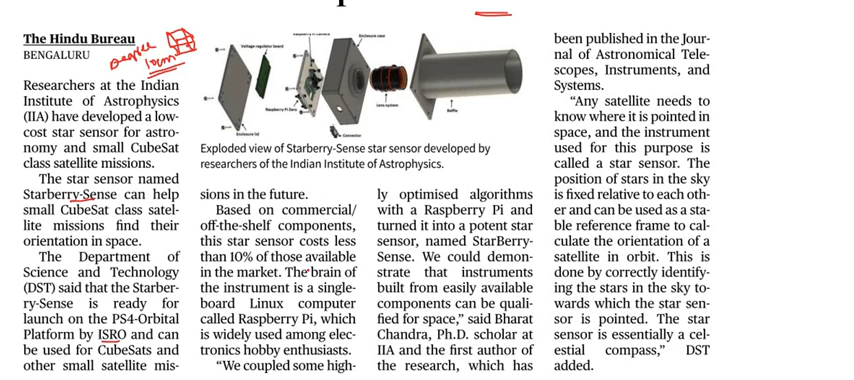 The Hindu Bureau
BENGALURU
10cm
Researchers at the Indian
Institute of Astrophysics
(IIA) have developed a low-
cost star sensor for astro-
nomy and small CubeSat
class satellite missions.
The star sensor named
Starberry-Sense can help
small CubeSat class satel-
lite missions find their
orientation in space.
The Department of
Science and Technology
(DST) said that the Starber-
ry-Sense is ready for
launch on the PS4-Orbital
Platform by ISRO and can
be used for CubeSats and
other small satellite mis-
Voltage regulator board
Enclosure case
Raspberry Pi Zero
Lens system
Baffle
Enclosure lid
Connector
Exploded view of Starberry-Sense star sensor developed by
researchers of the Indian Institute of Astrophysics.
sions in the future.
Based on commercial/
off-the-shelf components,
this star sensor costs less
than 10% of those available
in the market. The brain of
the instrument is a single-
board Linux computer
called Raspberry Pi, which
is widely used among elec-
tronics hobby enthusiasts.
“We coupled some high-
ly optimised algorithms
with a Raspberry Pi and
turned it into a potent star
sensor, named StarBerry-
Sense. We could demon-
strate that instruments
built from easily available
components can be quali-
fied for space,” said Bharat
Chandra, Ph.D. scholar at
IIA and the first author of
the research, which has
been published in the Jour-
nal of Astronomical Tele-
scopes, Instruments, and
Systems.
“Any satellite needs to
know where it is pointed in
space, and the instrument
used for this purpose is
called a star sensor. The
position of stars in the sky
is fixed relative to each oth-
er and can be used as a sta-
ble reference frame to cal-
culate the orientation of a
satellite in orbit. This is
done by correctly identify-
ing the stars in the sky to-
wards which the star sen-
sor is pointed. The star
sensor is essentially a cel-
estial compass,” DST
added.